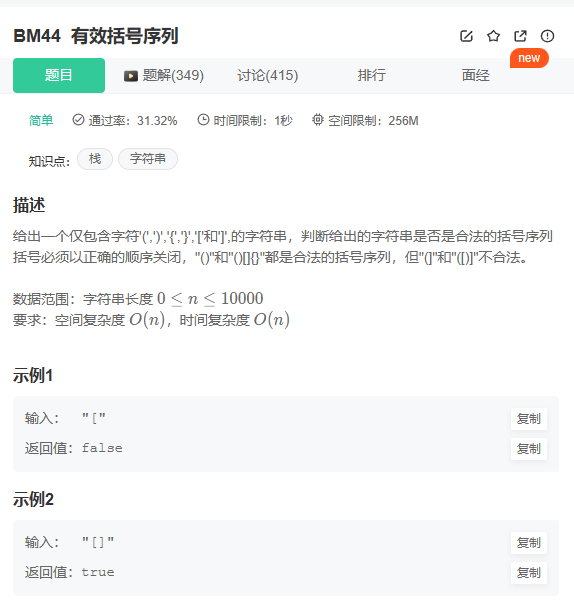 BM44 有效括号序列
new
题目 题解(349) 讨论(415) 排行 面经
简单 通过率：31.32% 时间限制：1秒 空间限制：256M
知识点： 栈 字符串
描述
给出一个仅包含字符'(',')','{','}','['和']',的字符串，判断给出的字符串是否是合法的括号序列
括号必须以正确的顺序关闭，"()"和"()[]{}"都是合法的括号序列，但"(]"和"([)]"不合法。
数据范围：字符串长度 0 ≤ n ≤ 10000
要求：空间复杂度 O(n)，时间复杂度 O(n)
示例1
输入： "[" 复制
返回值：false 复制
示例2
输入： "[]" 复制
返回值：true 复制